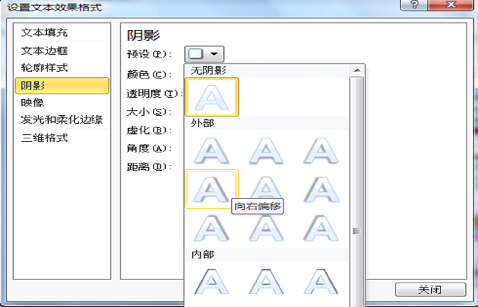 设置文本效果格式
文本填充
文本边框
轮廓样式
阴影
映像
发光和柔化边缘
三维格式
阴影
预设(P):
颜色(C):
透明度(T):
大小(S):
虚化(B):
角度(A):
距离(D):
无阴影
外部
向右偏移
内部
关闭